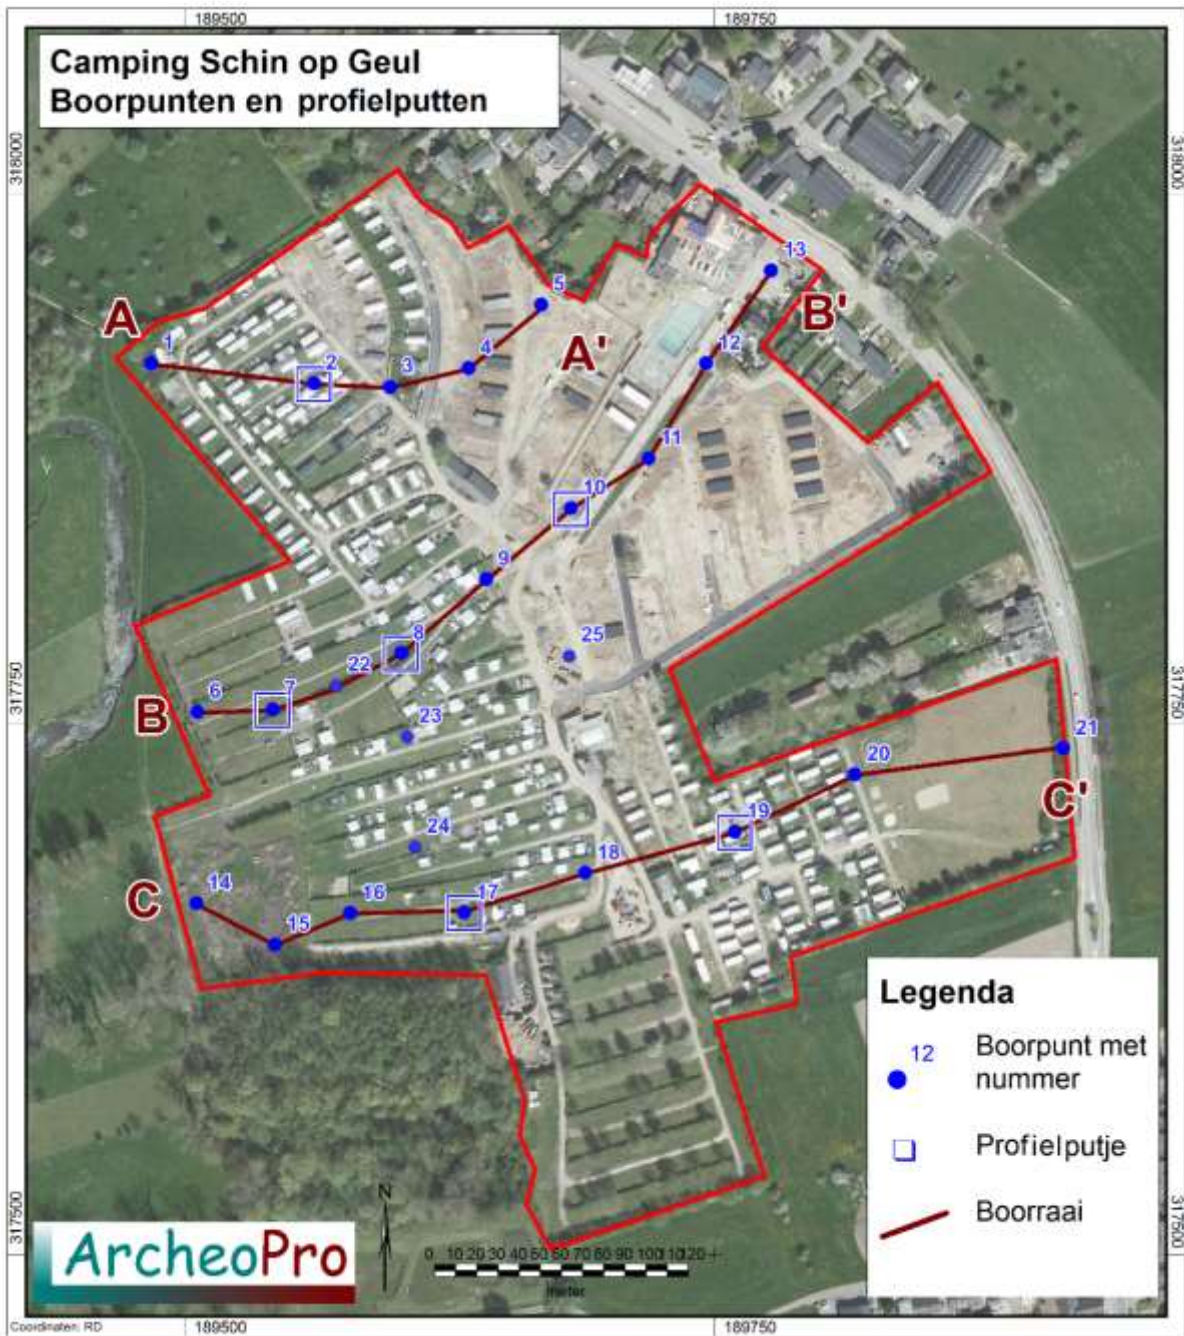 189500
189750
Camping Schin op Geul
Boorpunten en profielputten
318000
318000
13
5
A
B'
1
2
3
4
A'
12
11
10
9
8
25
22
6
7
B
317750
317750
23
21
20
C'
24
19
18
C
14
16
17
15
Legenda
12
Boorpunt met
nummer
Profielputje
Boorraai
N
317500
317500
ArcheoPro
0 10 20 30 40 50 60 70 80 90 100 110 120
meter
Coordinaten: RD
189500
189750